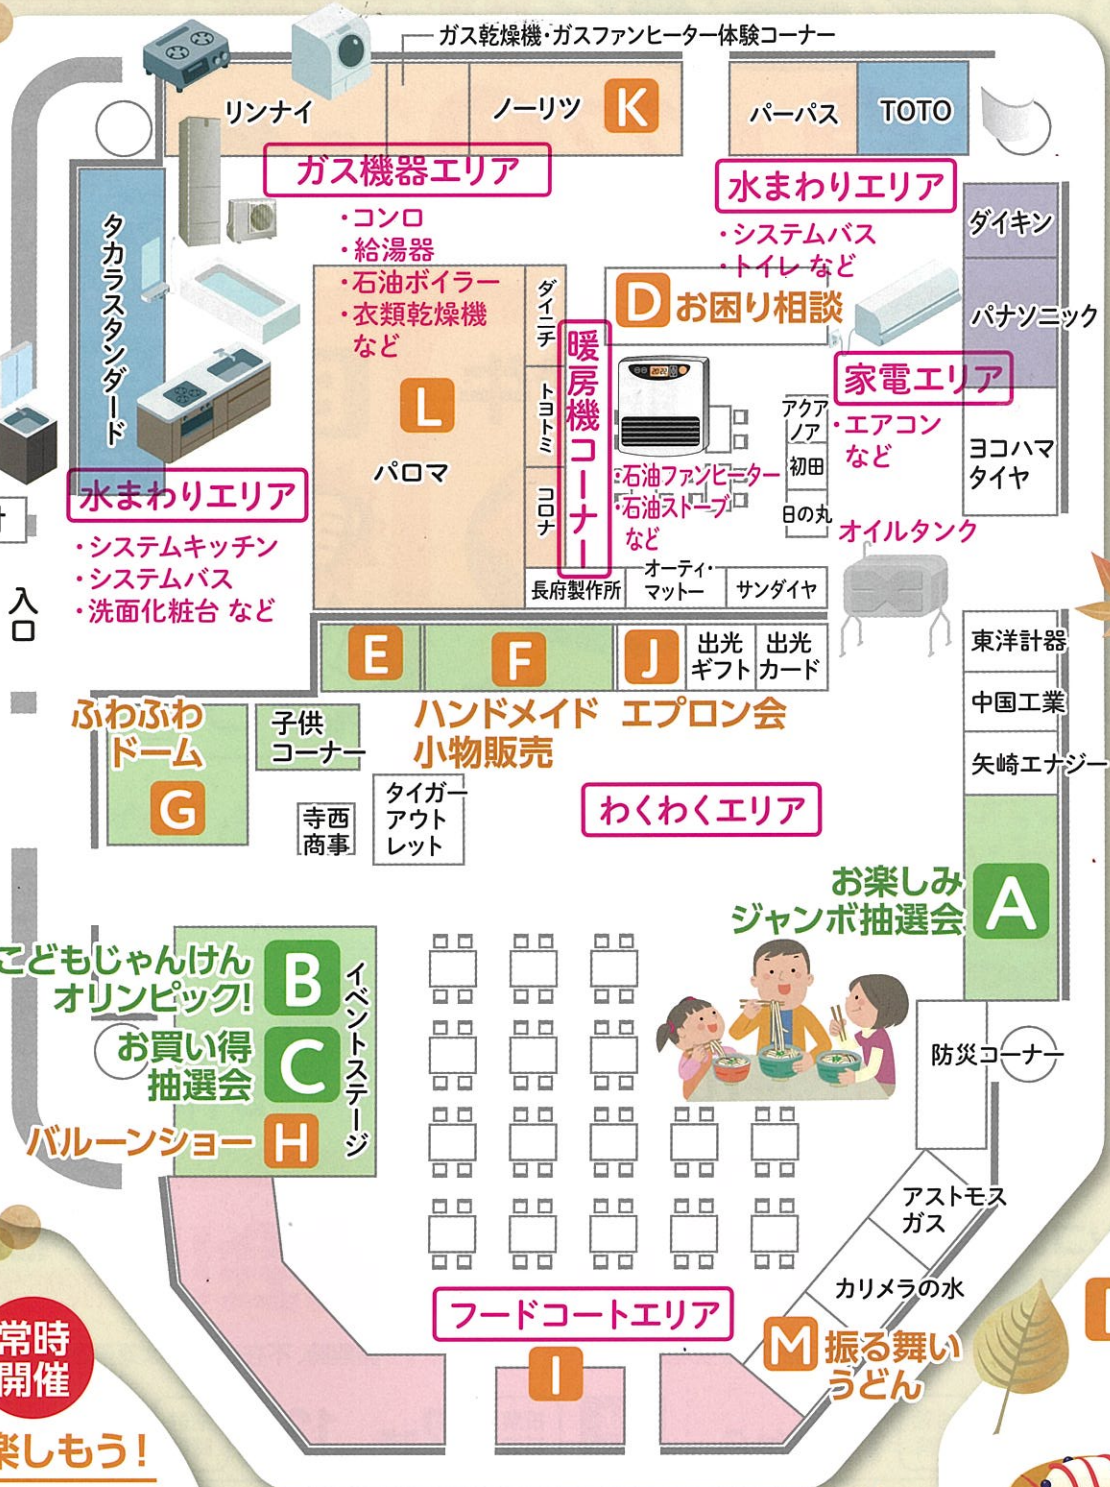 ガス乾燥機・ガスファンヒーター体験コーナー
リンナイ
ノーリツ
K
パーパス
TOTO
ガス機器エリア
・コンロ
・給湯器
・石油ボイラー
・衣類乾燥機
など
水まわりエリア
・システムバス
・トイレ など
タカラスタンダード
ダイキン
パナソニック
ダイニチ
トヨトミ
コロナ
暖房機コーナー
D
お困り相談
L
パロマ
家電エリア
・エアコン
など
アクア
ノア
初田
日の丸
ヨコハマ
タイヤ
・石油ファンヒーター
・石油ストーブ
など
オイルタンク
水まわりエリア
・システムキッチン
・システムバス
・洗面化粧台 など
入口
長府製作所
オーティ・
マットー
サンダイヤ
E
F
J
出光
ギフト
出光
カード
東洋計器
中国工業
矢崎エナジー
ふわふわ
ドーム
G
子供
コーナー
ハンドメイド
小物販売
エプロン会
寺西
商事
タイガー
アウト
レット
わくわくエリア
お楽しみ
ジャンボ抽選会
A
こどもじゃんけん
オリンピック!
B
お買い得
抽選会
C
バルーンショー
H
イベントステージ
防災コーナー
アストモス
ガス
カリメラの水
フードコートエリア
I
M
振る舞い
うどん
常時
開催
楽しもう!